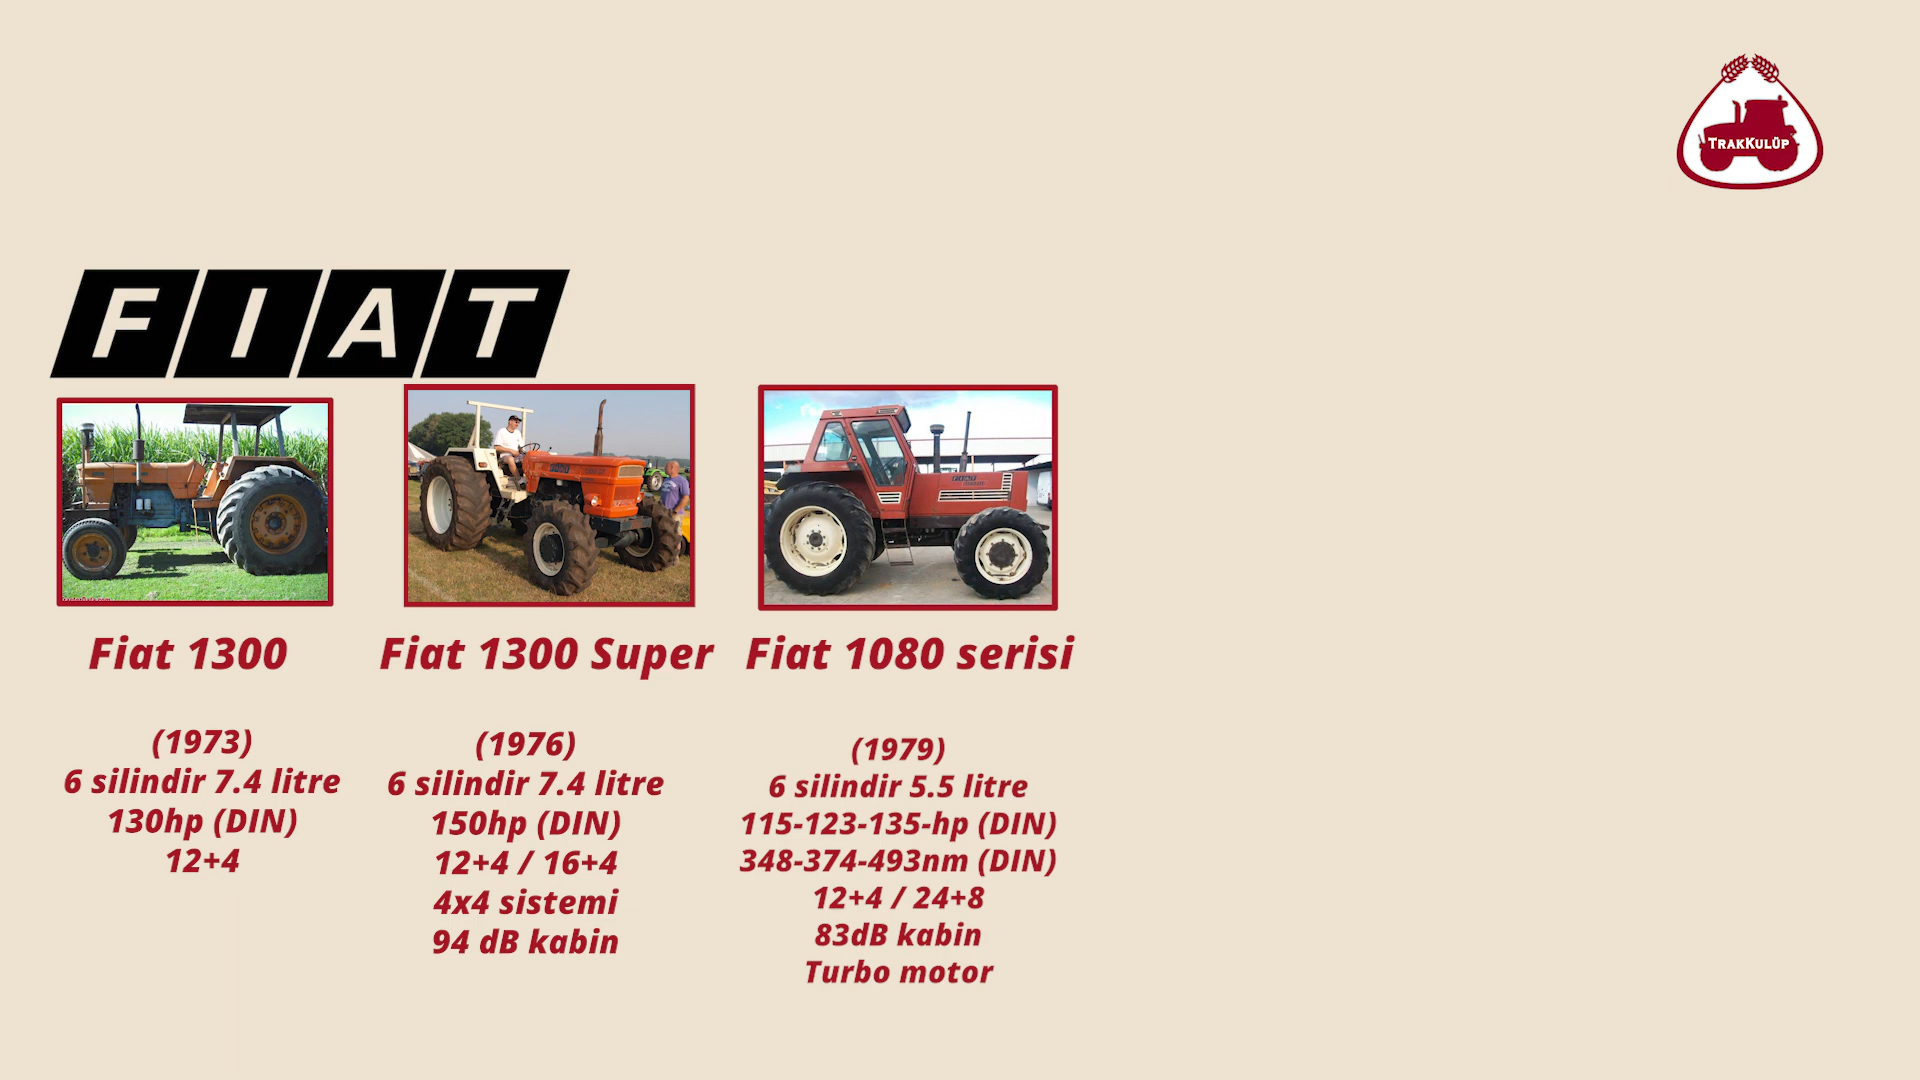 TRAKKULÜP
FIAT
Fiat 1300
(1973)
6 silindir 7.4 litre
130hp (DIN)
12+4
Fiat 1300 Super
(1976)
6 silindir 7.4 litre
150hp (DIN)
12+4 / 16+4
4x4 sistemi
94 dB kabin
Fiat 1080 serisi
(1979)
6 silindir 5.5 litre
115-123-135-hp (DIN)
348-374-493nm (DIN)
12+4 / 24+8
83dB kabin
Turbo motor